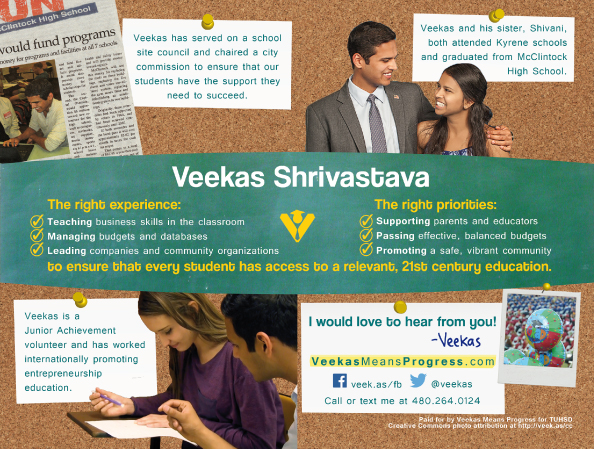 McClintock High School
would fund programs
money for programs and facilities at all 7 schools
Veekas has served on a school
site council and chaired a city
commission to ensure that our
students have the support they
need to succeed.
Veekas and his sister, Shivani,
both attended Kyrene schools
and graduated from McClintock
High School.
Veekas Shrivastava
The right experience:
Teaching business skills in the classroom
Managing budgets and databases
Leading companies and community organizations
The right priorities:
Supporting parents and educators
Passing effective, balanced budgets
Promoting a safe, vibrant community
to ensure that every student has access to a relevant, 21st century education.
Veekas is a
Junior Achievement
volunteer and has worked
internationally promoting
entrepreneurship
education.
I would love to hear from you!
-Veekas
VeekasMeansProgress.com
veek.as/fb @veekas
Call or text me at 480.264.0124
Paid for by Veekas Means Progress for TUHSD
Creative Commons photo attribution at http://veek.as/cc